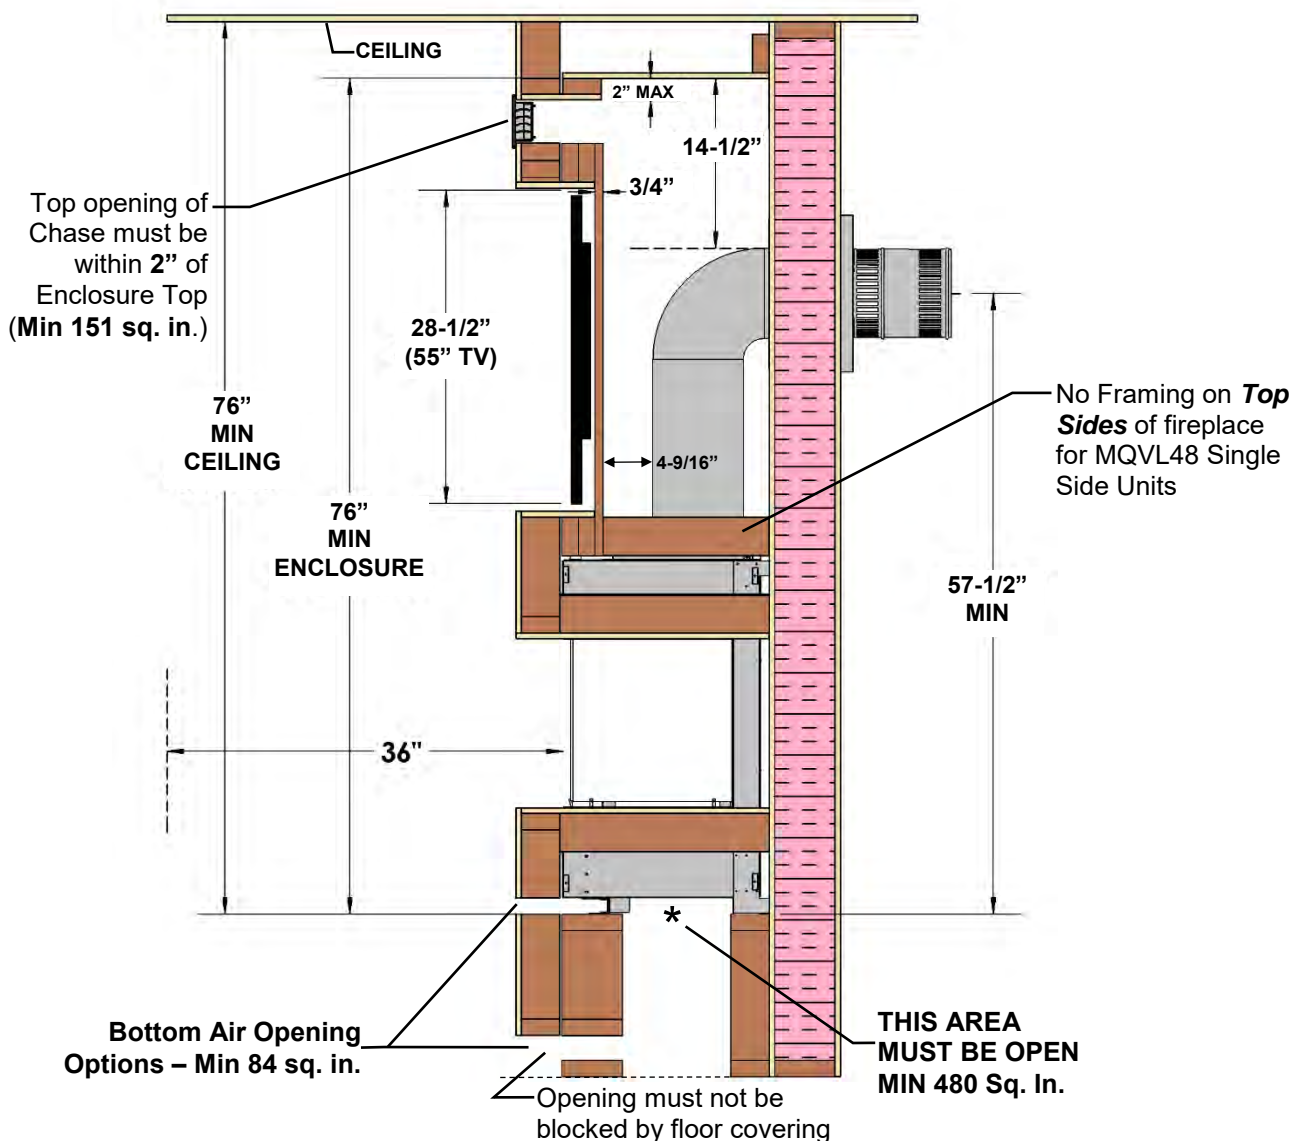 CEILING
2” MAX
14-1/2”
3/4”
Top opening of
Chase must be
within 2” of
Enclosure Top
(Min 151 sq. in.)
28-1/2”
(55” TV)
76”
MIN
CEILING
No Framing on Top
Sides of fireplace
for MQVL48 Single
Side Units
4-9/16”
76”
MIN
ENCLOSURE
57-1/2”
MIN
36"
*
Bottom Air Opening
Options – Min 84 sq. in.
THIS AREA
MUST BE OPEN
MIN 480 Sq. In.
Opening must not be
blocked by floor covering